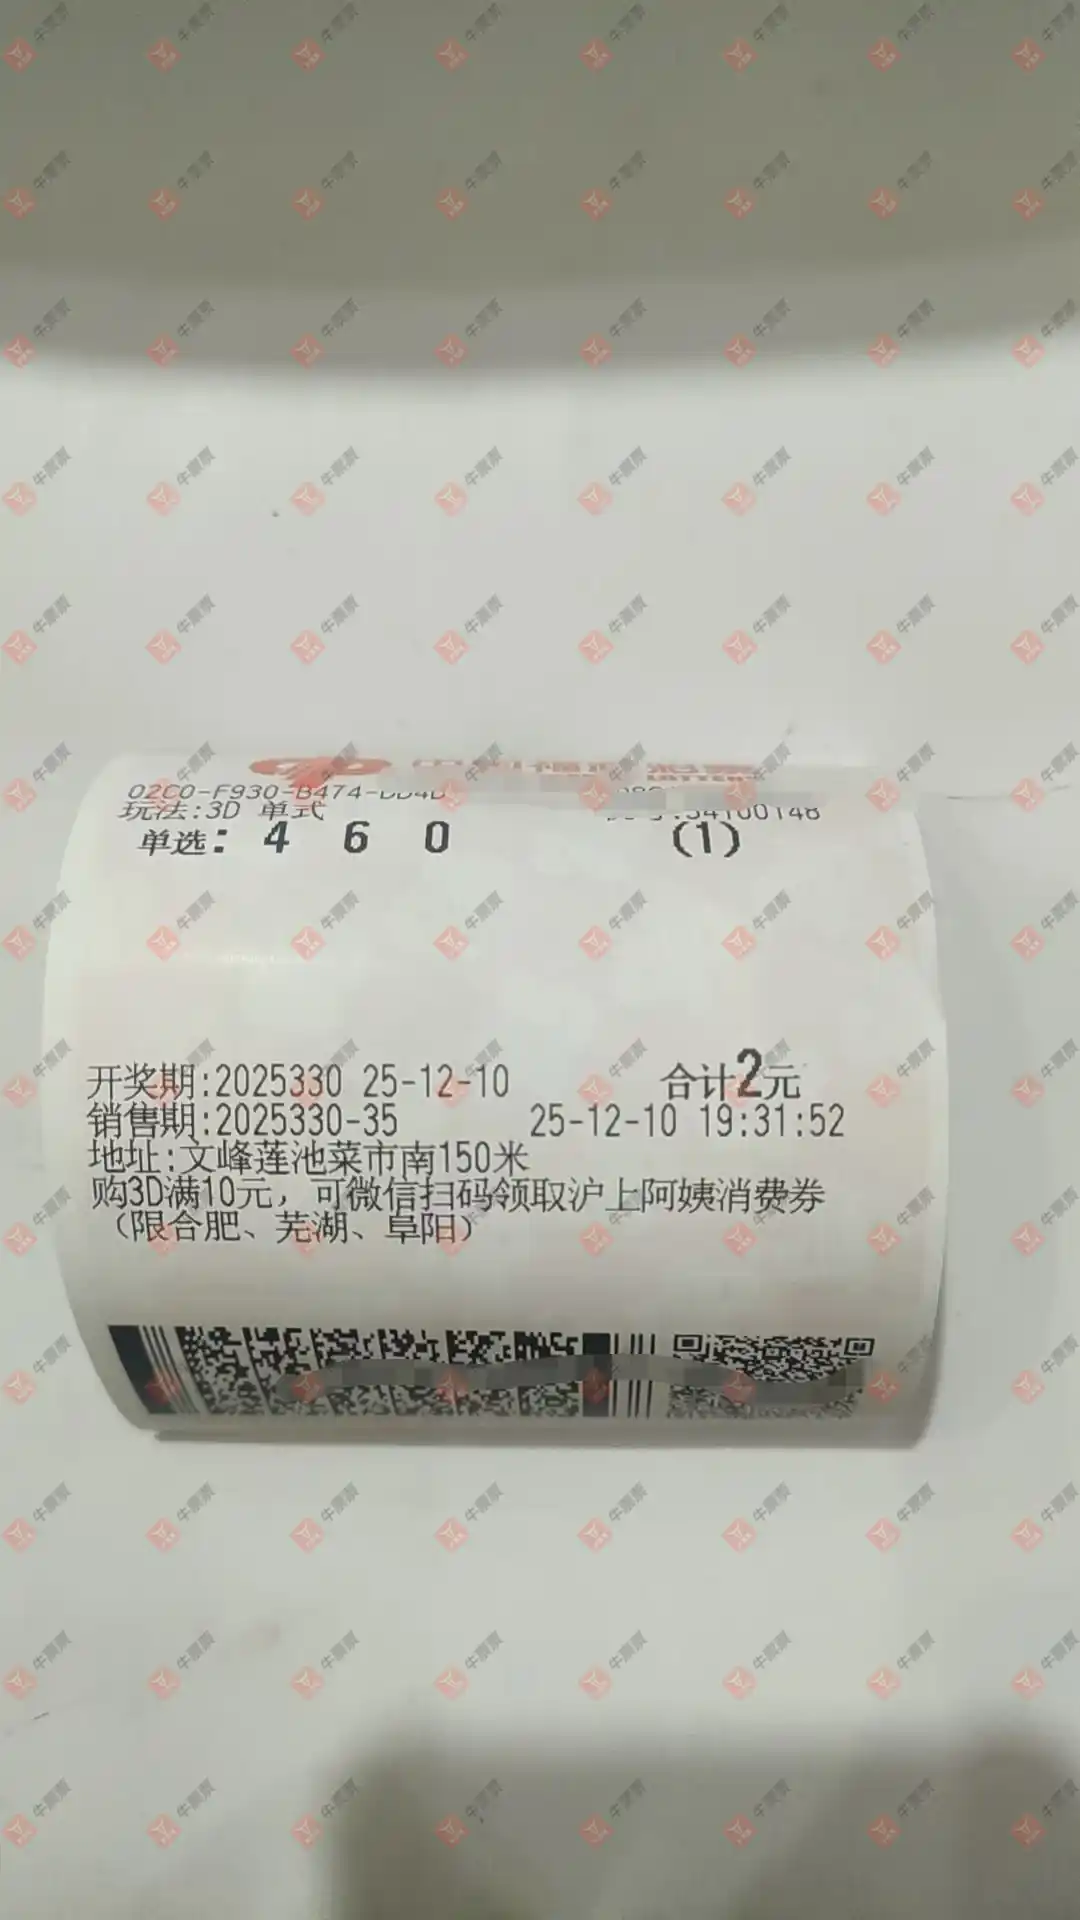 02C0-F930-B474-DD4D
玩法:3D 单式
34100148
单选: 4 6 0 (1)
开奖期:2025330 25-12-10 合计2元
销售期:2025330-35 25-12-10 19:31:52
地址:文峰莲池菜市南150米
购3D满10元，可微信扫码领取沪上阿姨消费券
（限合肥、芜湖、阜阳）
牛票票